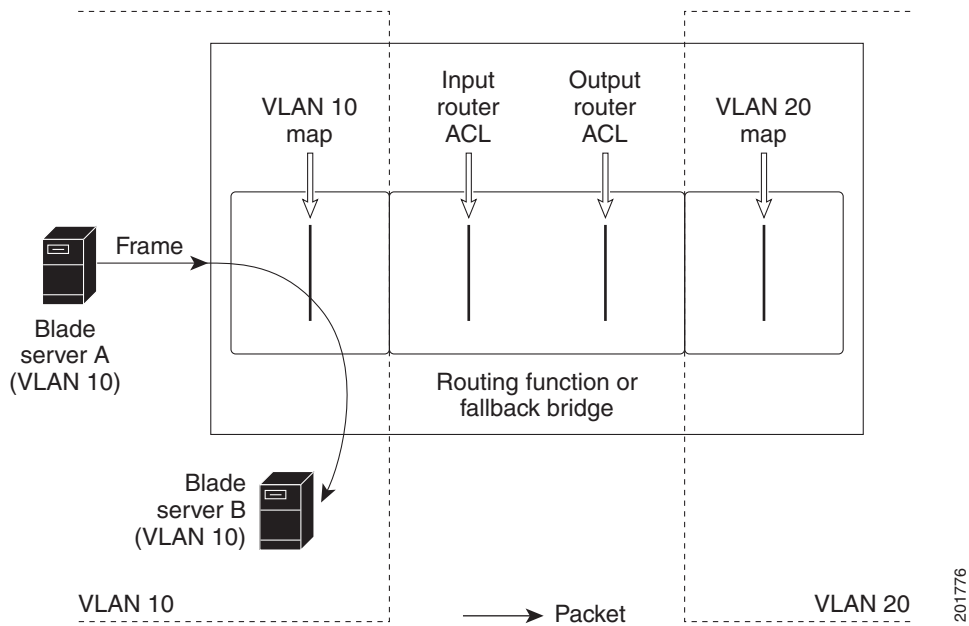 VLAN 10
map
Input
router
ACL
Output
router
ACL
VLAN 20
map
Frame
Blade
server A
(VLAN 10)
Routing function or
fallback bridge
Blade
server B
(VLAN 10)
VLAN 10
Packet
VLAN 20
201776